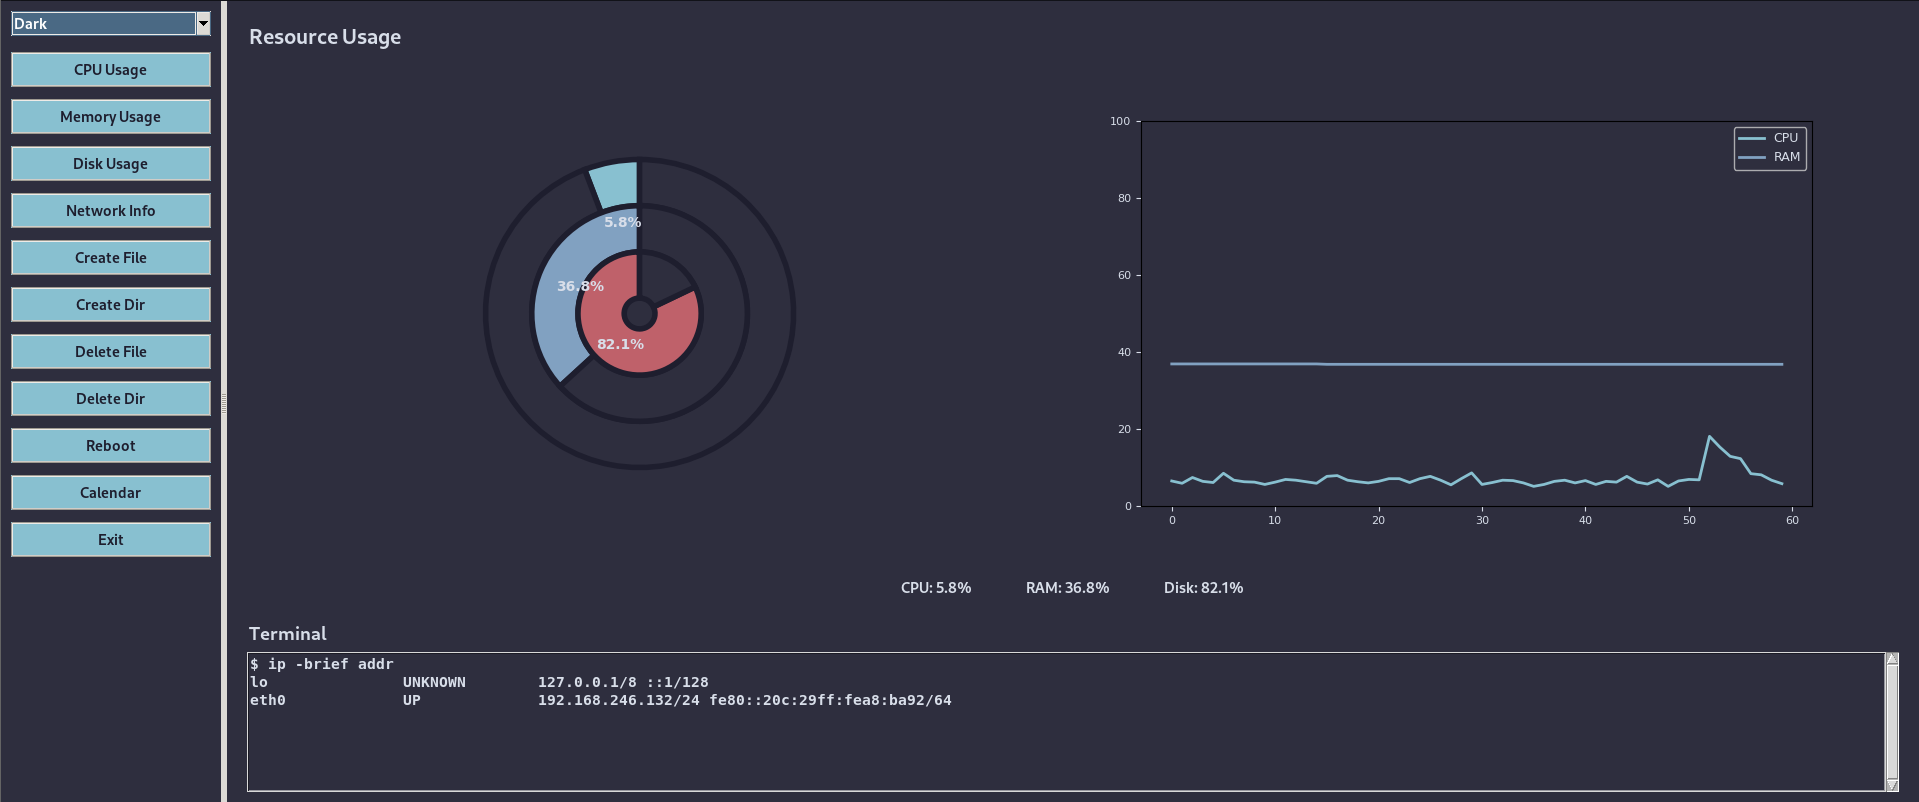 Dark
CPU Usage
Memory Usage
Disk Usage
Network Info
Create File
Create Dir
Delete File
Delete Dir
Reboot
Calendar
Exit
Resource Usage
5.8%
36.8%
82.1%
100
80
60
40
20
0
0 10 20 30 40 50 60
CPU
RAM
CPU: 5.8% RAM: 36.8% Disk: 82.1%
Terminal
$ ip -brief addr
lo UNKNOWN 127.0.0.1/8 ::1/128
eth0 UP 192.168.246.132/24 fe80::20c:29ff:fea8:ba92/64